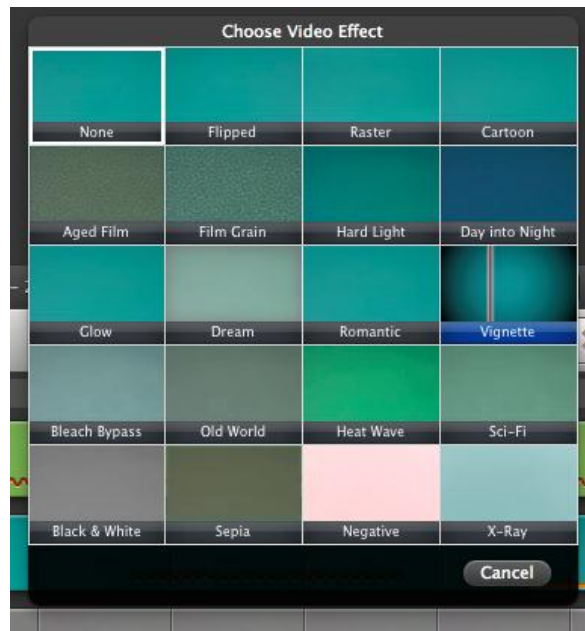 Choose Video Effect
None Flipped Raster Cartoon
Aged Film Film Grain Hard Light Day into Night
Glow Dream Romantic Vignette
Bleach Bypass Old World Heat Wave Sci-Fi
Black & White Sepia Negative X-Ray
Cancel